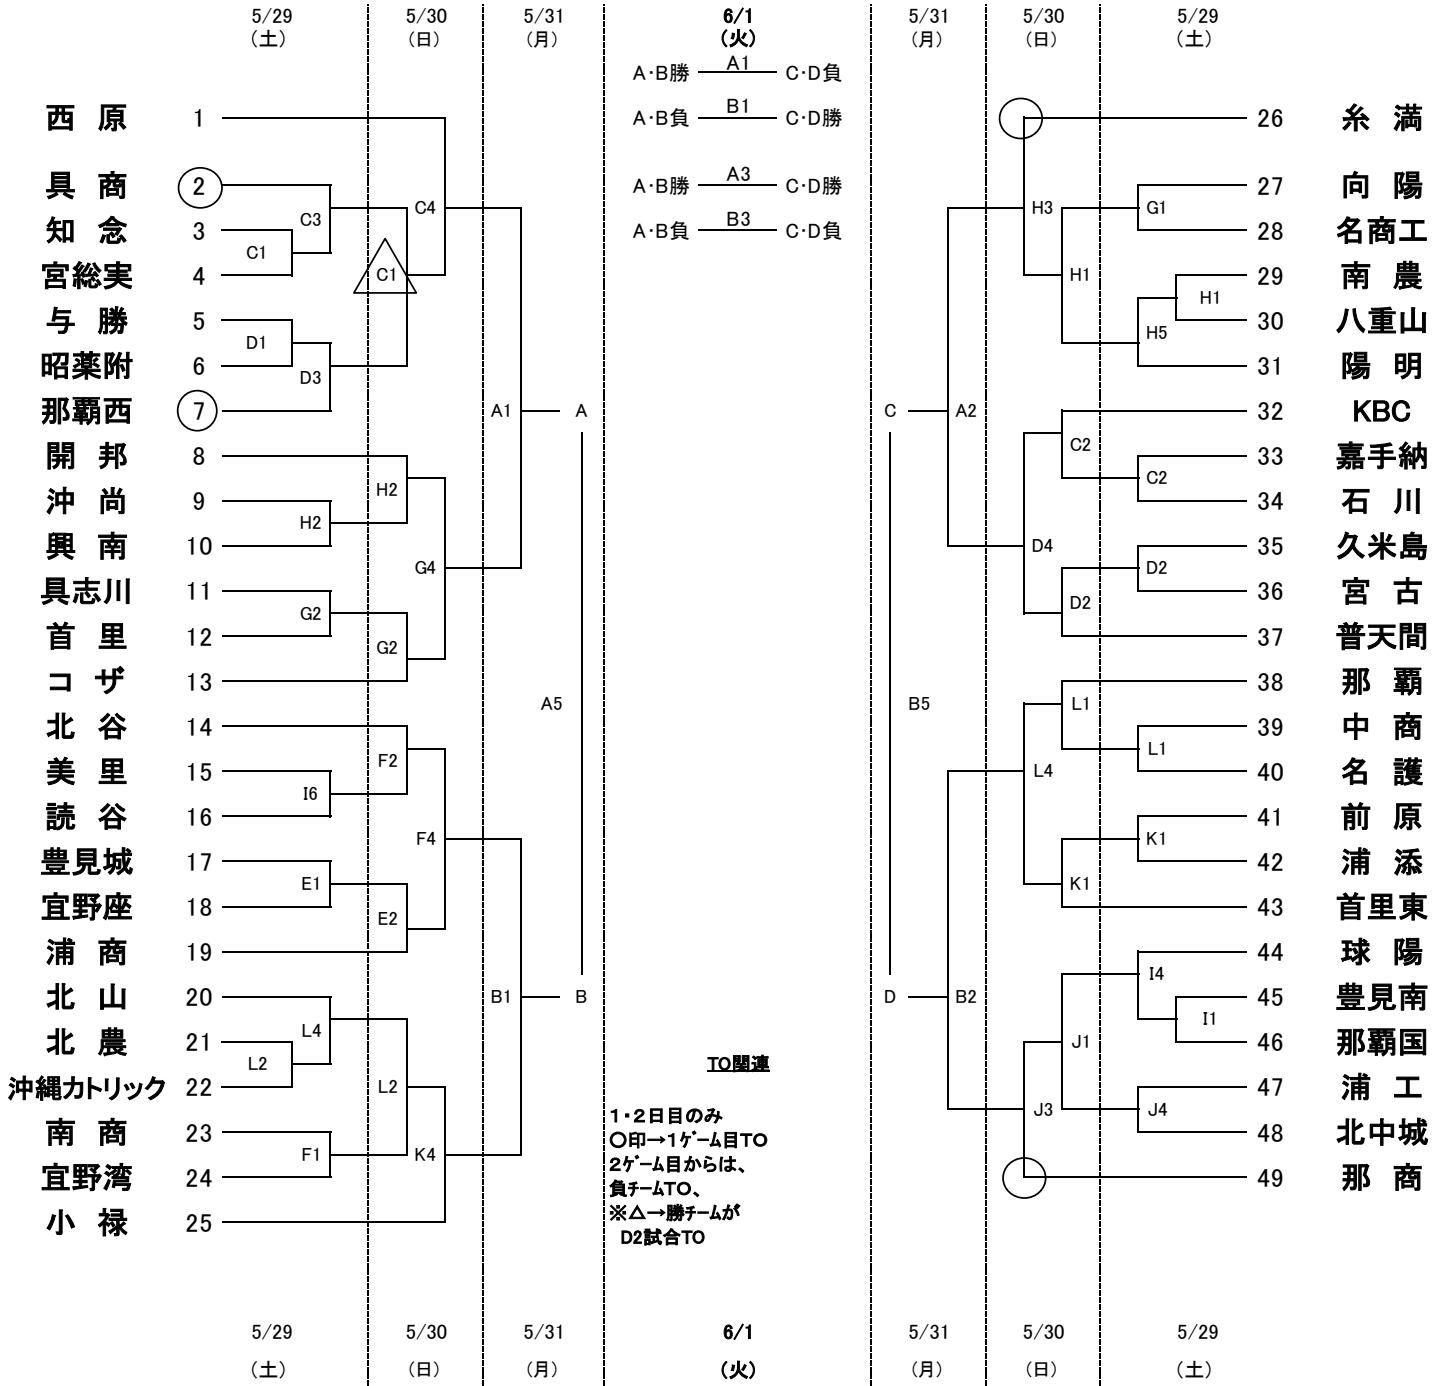 5/29 5/30 5/31 6/1 5/31 5/30 5/29
(土) (日) (月) (火) (月) (日) (土)
A・B勝 A1 C・D負
A・B負 B1 C・D勝
A・B勝 A3 C・D勝
A・B負 B3 C・D負
西 原 1
具 商 2
知 念 3
宮総実 4
与 勝 5
昭薬附 6
那覇西 7
開 邦 8
沖 尚 9
興 南 10
具志川 11
首 里 12
コ ザ 13
北 谷 14
美 里 15
読 谷 16
豊見城 17
宜野座 18
浦 商 19
北 山 20
北 農 21
沖縄カトリック 22
南 商 23
宜野湾 24
小 禄 25
C3
C1
D1
D3
H2
G2
I6
E1
L4
L2
F1
C4
C1
H2
G4
G2
F2
F4
E2
L2
K4
A1
B1
A
A5
B
C
B5
D
A2
B2
H3
H1
C2
D4
D2
L1
L4
K1
J1
J3
G1
H1
H5
C2
D2
L1
K1
I4
I1
J4
26 糸 満
27 向 陽
28 名商工
29 南 農
30 八重山
31 陽 明
32 KBC
33 嘉手納
34 石 川
35 久米島
36 宮 古
37 普天間
38 那 覇
39 中 商
40 名 護
41 前 原
42 浦 添
43 首里東
44 球 陽
45 豊見南
46 那覇国
47 浦 工
48 北中城
49 那 商
TO関連
1・2日目のみ
○印→1ゲーム目TO
2ゲーム目からは、
負チームTO、
※△→勝チームが
D2試合TO
5/29 5/30 5/31 6/1 5/31 5/30 5/29
(土) (日) (月) (火) (月) (日) (土)